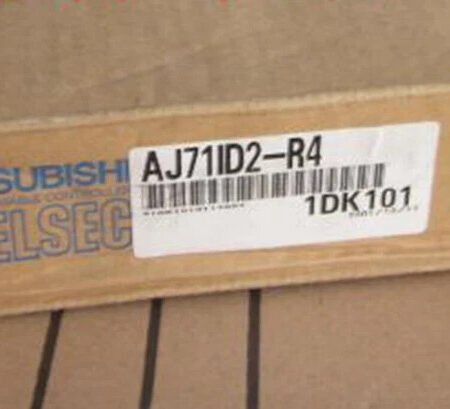 SUBISHI
AJ71ID2-R4
ELSEC
1DK101